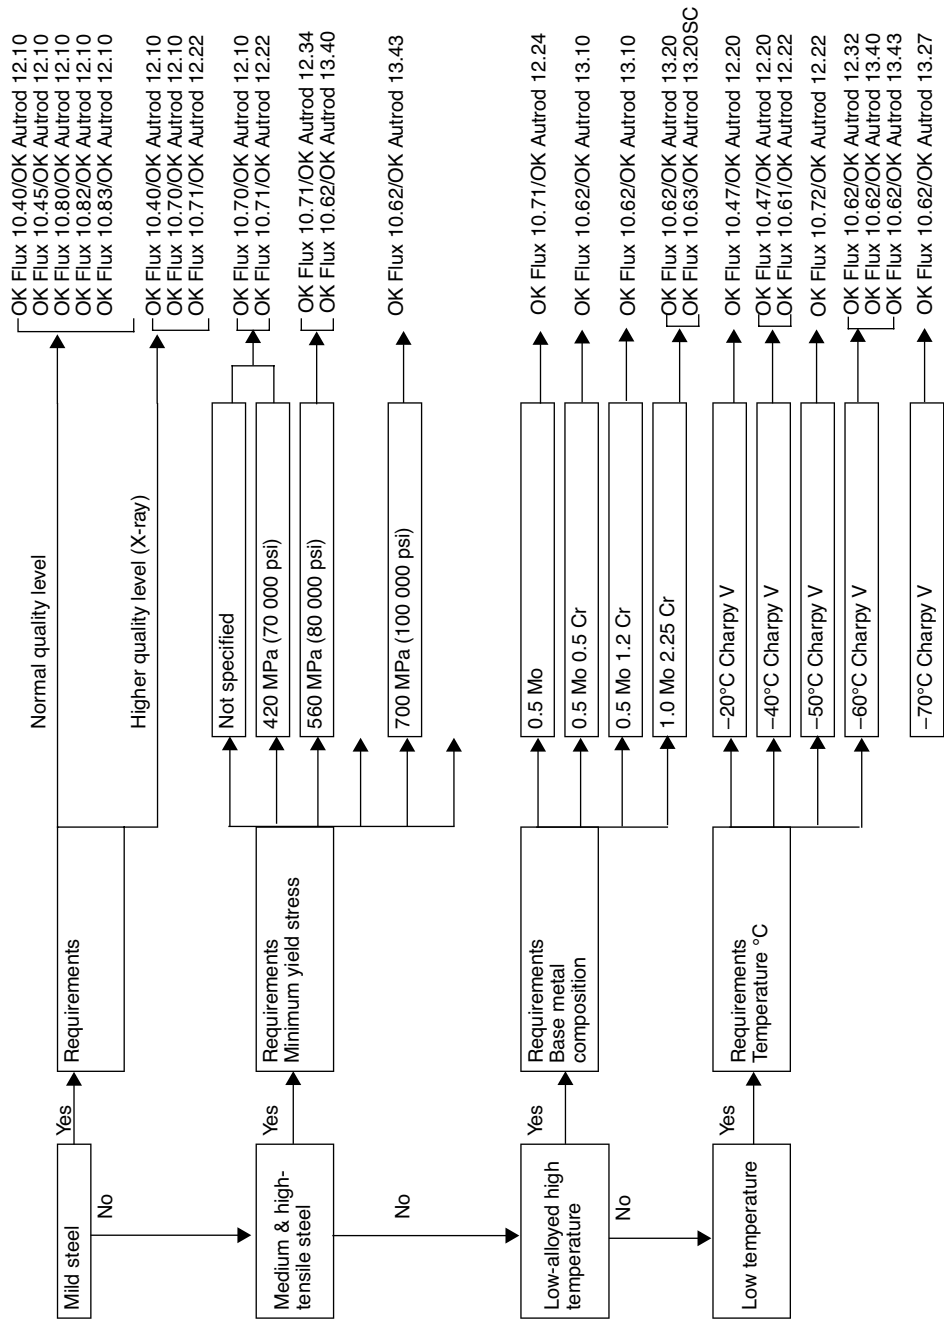 Mild steel
Yes
Requirements
Normal quality level
OK Flux 10.40/OK Autrod 12.10
OK Flux 10.45/OK Autrod 12.10
OK Flux 10.80/OK Autrod 12.10
OK Flux 10.82/OK Autrod 12.10
OK Flux 10.83/OK Autrod 12.10
Higher quality level (X-ray)
OK Flux 10.40/OK Autrod 12.10
OK Flux 10.70/OK Autrod 12.10
OK Flux 10.71/OK Autrod 12.22
No
Medium & high-
tensile steel
Yes
Requirements
Minimum yield stress
Not specified
420 MPa (70 000 psi)
OK Flux 10.70/OK Autrod 12.10
OK Flux 10.71/OK Autrod 12.22
560 MPa (80 000 psi)
OK Flux 10.71/OK Autrod 12.34
OK Flux 10.62/OK Autrod 13.40
700 MPa (100 000 psi)
OK Flux 10.62/OK Autrod 13.43
No
Low-alloyed high
temperature
Yes
Requirements
Base metal
composition
0.5 Mo
OK Flux 10.71/OK Autrod 12.24
0.5 Mo 0.5 Cr
OK Flux 10.62/OK Autrod 13.10
0.5 Mo 1.2 Cr
OK Flux 10.62/OK Autrod 13.10
1.0 Mo 2.25 Cr
OK Flux 10.62/OK Autrod 13.20
OK Flux 10.63/OK Autrod 13.20SC
No
Low temperature
Yes
Requirements
Temperature °C
–20°C Charpy V
OK Flux 10.47/OK Autrod 12.20
–40°C Charpy V
OK Flux 10.47/OK Autrod 12.20
OK Flux 10.61/OK Autrod 12.22
–50°C Charpy V
OK Flux 10.72/OK Autrod 12.22
–60°C Charpy V
OK Flux 10.62/OK Autrod 12.32
OK Flux 10.62/OK Autrod 13.40
OK Flux 10.62/OK Autrod 13.43
–70°C Charpy V
OK Flux 10.62/OK Autrod 13.27